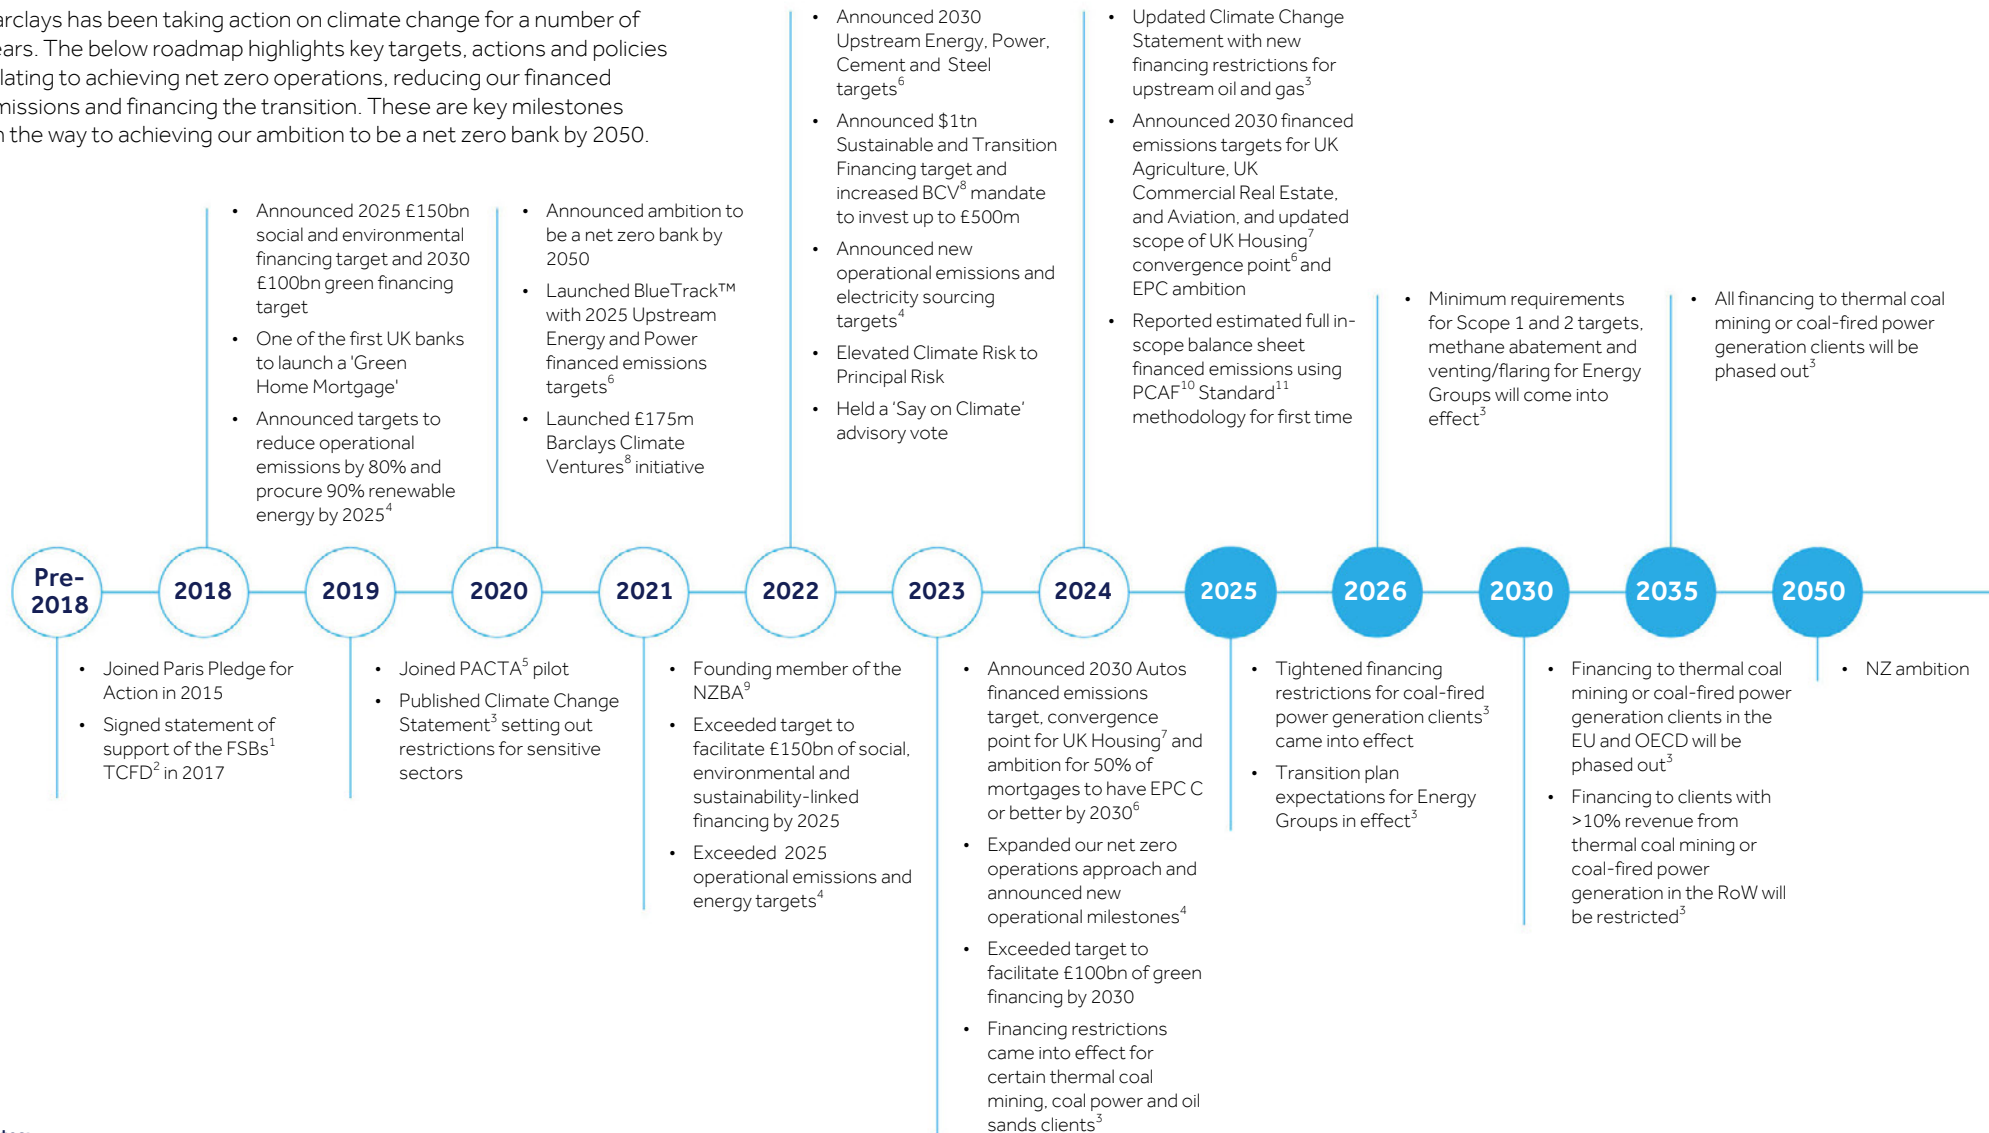 arclays has been taking action on climate change for a number of
ears. The below roadmap highlights key targets, actions and policies
lating to achieving net zero operations, reducing our financed
missions and financing the transition. These are key milestones
n the way to achieving our ambition to be a net zero bank by 2050.
Pre-
2018
• Joined Paris Pledge for
Action in 2015
• Signed statement of
support of the FSBs1
TCFD2 in 2017
2018
• Announced 2025 £150bn
social and environmental
financing target and 2030
£100bn green financing
target
• One of the first UK banks
to launch a 'Green
Home Mortgage'
• Announced targets to
reduce operational
emissions by 80% and
procure 90% renewable
energy by 20254
2019
• Joined PACTA5 pilot
• Published Climate Change
Statement3 setting out
restrictions for sensitive
sectors
2020
• Announced ambition to
be a net zero bank by
2050
• Launched BlueTrack™
with 2025 Upstream
Energy and Power
financed emissions
targets6
• Launched £175m
Barclays Climate
Ventures8 initiative
2021
• Founding member of the
NZBA9
• Exceeded target to
facilitate £150bn of social,
environmental and
sustainability-linked
financing by 2025
• Exceeded 2025
operational emissions and
energy targets4
2022
• Announced 2030
Upstream Energy, Power,
Cement and Steel
targets6
• Announced $1tn
Sustainable and Transition
Financing target and
increased BCV8 mandate
to invest up to £500m
• Announced new
operational emissions and
electricity sourcing
targets4
• Elevated Climate Risk to
Principal Risk
• Held a ‘Say on Climate’
advisory vote
2023
• Announced 2030 Autos
financed emissions
target, convergence
point for UK Housing7 and
ambition for 50% of
mortgages to have EPC C
or better by 20306
• Expanded our net zero
operations approach and
announced new
operational milestones4
• Exceeded target to
facilitate £100bn of green
financing by 2030
• Financing restrictions
came into effect for
certain thermal coal
mining, coal power and oil
sands clients3
2024
• Updated Climate Change
Statement with new
financing restrictions for
upstream oil and gas3
• Announced 2030 financed
emissions targets for UK
Agriculture, UK
Commercial Real Estate,
and Aviation, and updated
scope of UK Housing7
convergence point6 and
EPC ambition
• Reported estimated full in-
scope balance sheet
financed emissions using
PCAF10 Standard11
methodology for first time
2025
• Tightened financing
restrictions for coal-fired
power generation clients3
came into effect
• Transition plan
expectations for Energy
Groups in effect3
2026
• Minimum requirements
for Scope 1 and 2 targets,
methane abatement and
venting/flaring for Energy
Groups will come into
effect3
2030
• Financing to thermal coal
mining or coal-fired power
generation clients in the
EU and OECD will be
phased out3
• Financing to clients with
>10% revenue from
thermal coal mining or
coal-fired power
generation in the RoW will
be restricted3
2035
• All financing to thermal coal
mining or coal-fired power
generation clients will be
phased out3
2050
• NZ ambition